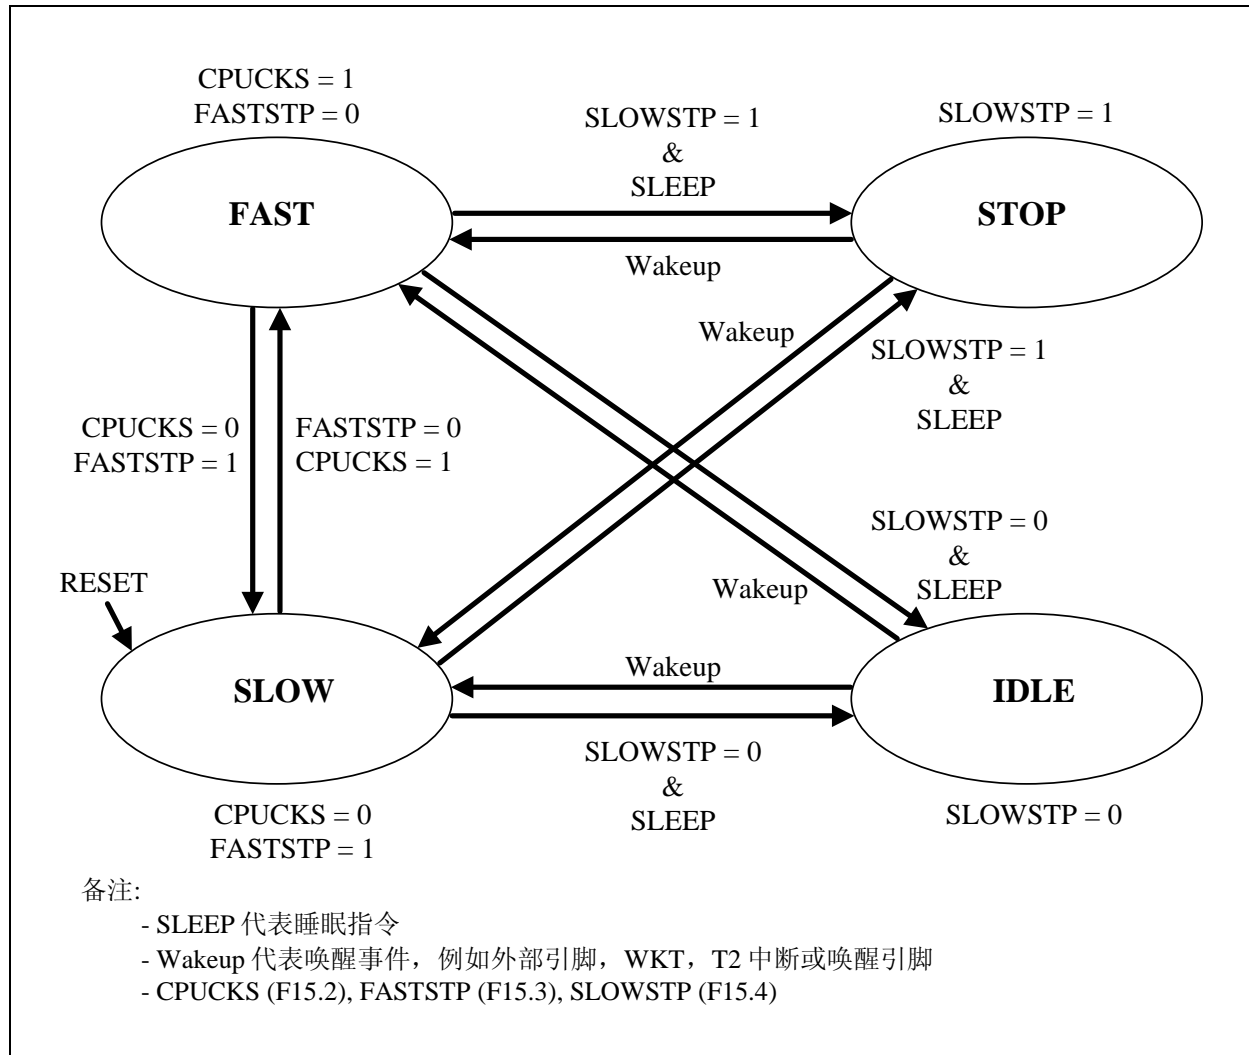 CPUCKS = 1
FASTSTP = 0
SLOWSTP = 1
&
SLEEP
SLOWSTP = 1
FAST
STOP
Wakeup
Wakeup
SLOWSTP = 1
&
SLEEP
CPUCKS = 0
FASTSTP = 1
FASTSTP = 0
CPUCKS = 1
SLOWSTP = 0
&
SLEEP
RESET
Wakeup
Wakeup
SLOW
IDLE
SLOWSTP = 0
&
SLEEP
CPUCKS = 0
FASTSTP = 1
SLOWSTP = 0
备注:
- SLEEP 代表睡眠指令
- Wakeup 代表唤醒事件，例如外部引脚，WKT，T2 中断或唤醒引脚
- CPUCKS (F15.2), FASTSTP (F15.3), SLOWSTP (F15.4)